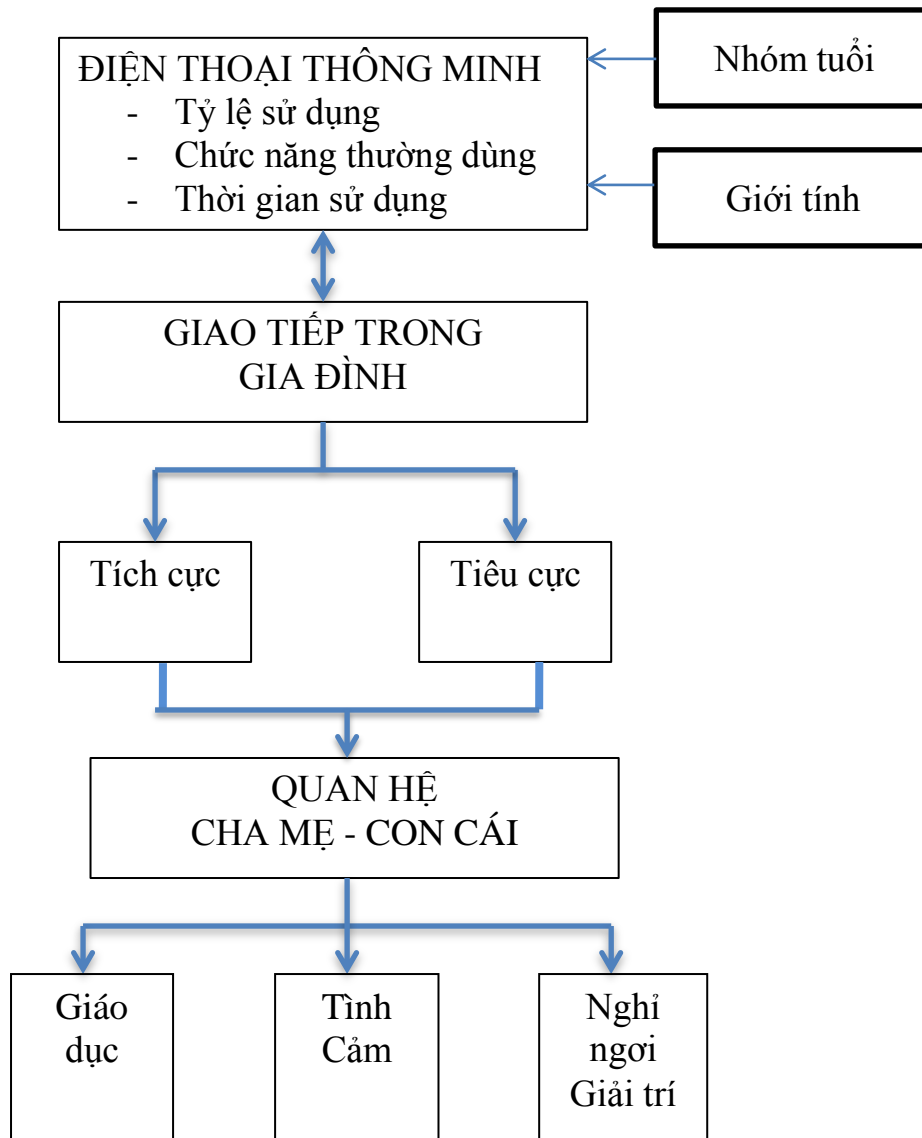 ĐIỆN THOẠI THÔNG MINH
- Tỷ lệ sử dụng
- Chức năng thường dùng
- Thời gian sử dụng
Nhóm tuổi
Giới tính
GIAO TIẾP TRONG
GIA ĐÌNH
Tích cực
Tiêu cực
QUAN HỆ
CHA MẸ - CON CÁI
Giáo
dục
Tình
Cảm
Nghỉ
ngơi
Giải trí